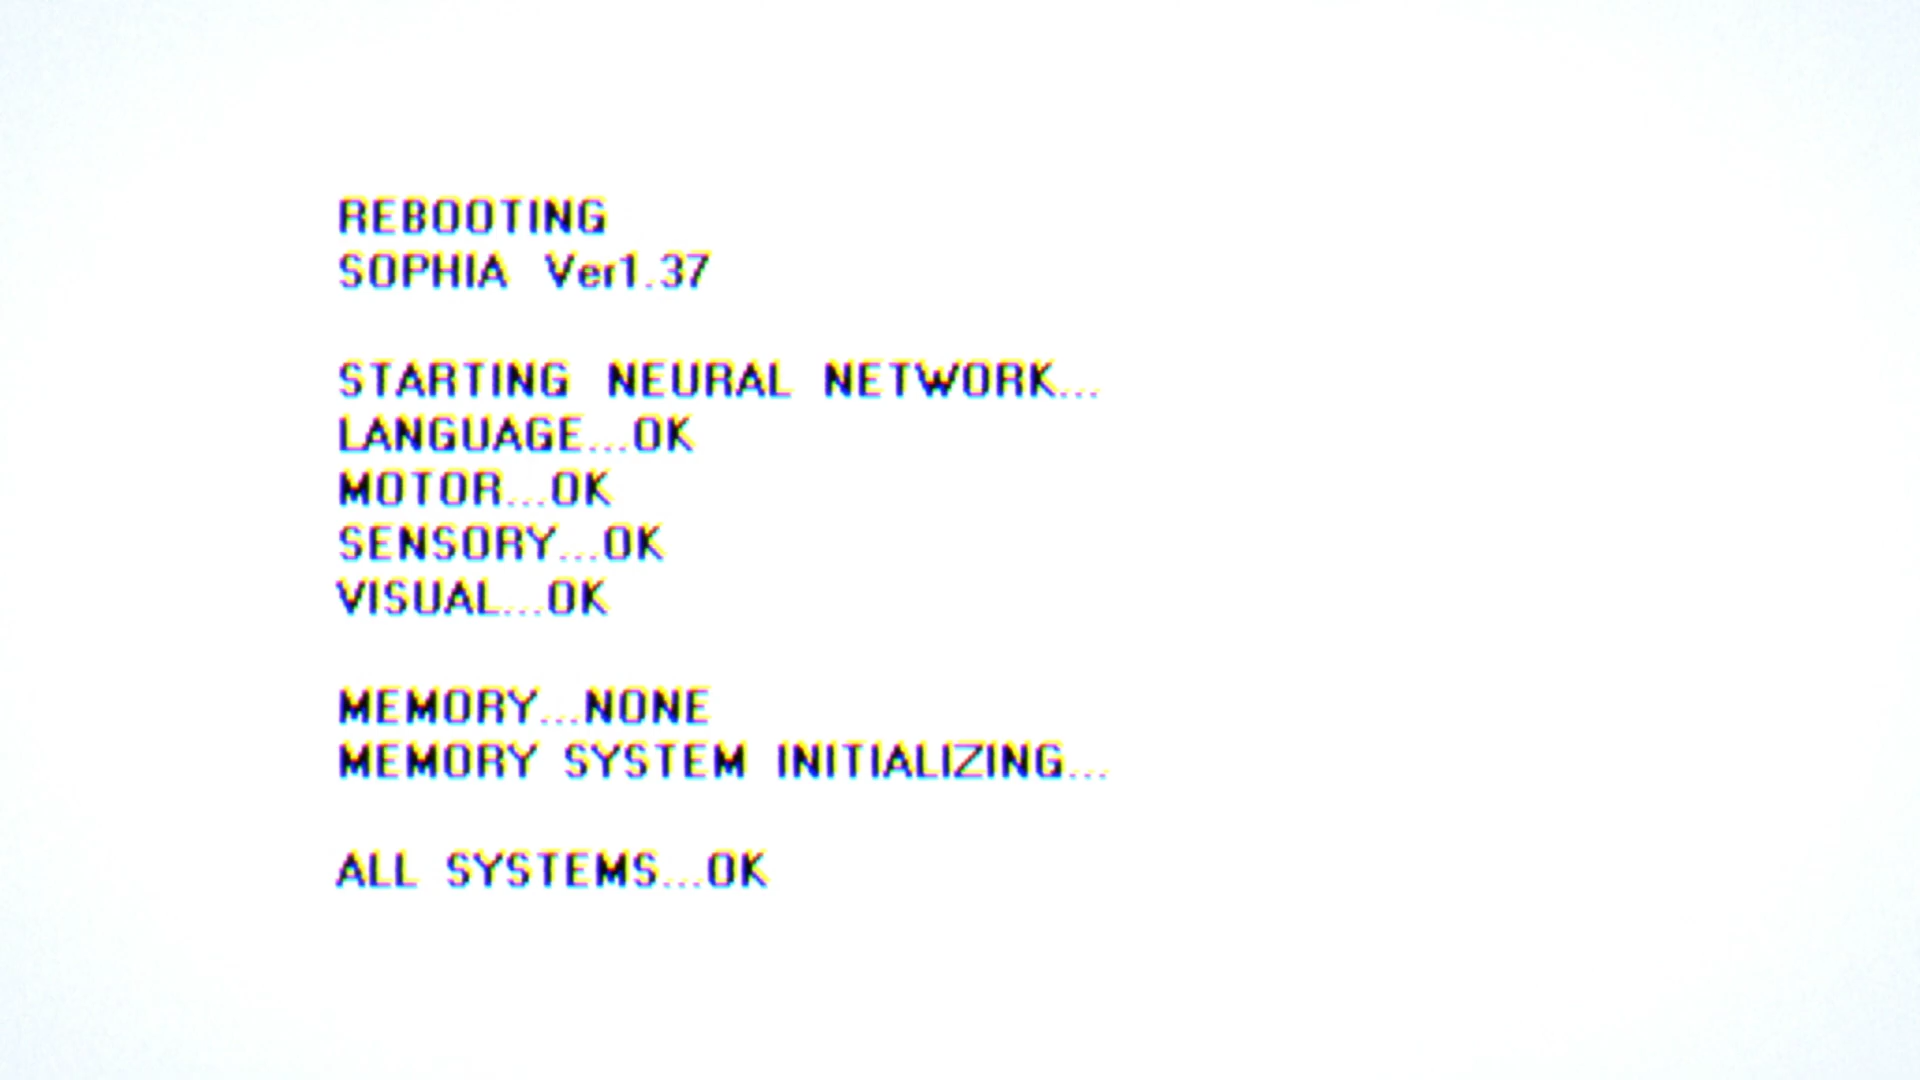 REBOOTING
SOPHIA Ver1.37
STARTING NEURAL NETWORK...
LANGUAGE...OK
MOTOR...OK
SENSORY...OK
VISUAL...OK
MEMORY...NONE
MEMORY SYSTEM INITIALIZING...
ALL SYSTEMS...OK